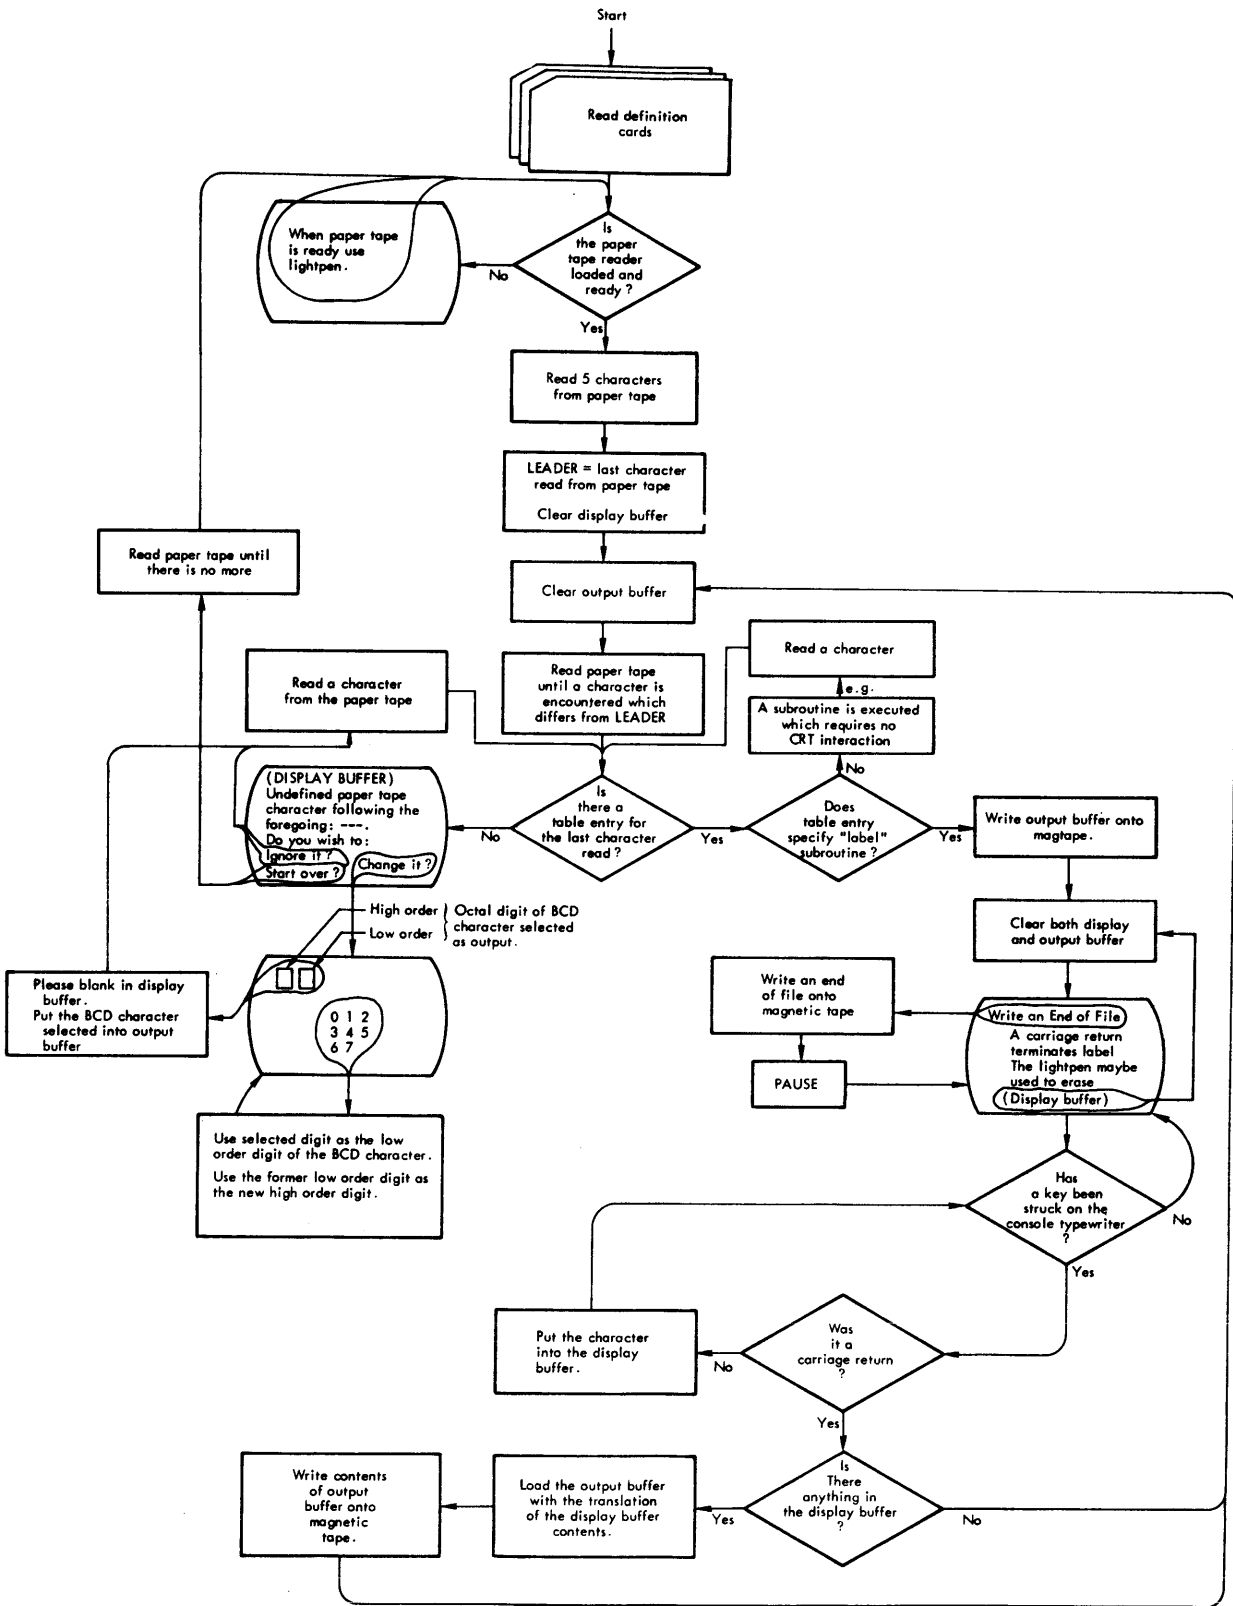 Start
Read definition
cards
When paper tape
is ready use
lightpen.
Is
the paper
tape reader
loaded and
ready ?
No
Yes
Read 5 characters
from paper tape
LEADER = last character
read from paper tape
Clear display buffer
Read paper tape until
there is no more
Clear output buffer
Read a character
from the paper tape
Read paper tape
until a character is
encountered which
differs from LEADER
Read a character
e.g.
A subroutine is executed
which requires no
CRT interaction
No
(DISPLAY BUFFER)
Undefined paper tape
character following the
foregoing: ---.
Do you wish to:
Ignore it ?
Start over ?
Change it ?
No
Is
there a
table entry for
the last character
read ?
Yes
Does
table entry
specify "label"
subroutine ?
Yes
Write output buffer onto
magtape.
High order
Low order
Octal digit of BCD
character selected
as output.
Clear both display
and output buffer
Please blank in display
buffer.
Put the BCD character
selected into output
buffer
0 1 2
3 4 5
6 7
Write an end
of file onto
magnetic tape
PAUSE
Write an End of File
A carriage return
terminates label
The lightpen maybe
used to erase
(Display buffer)
Use selected digit as the low
order digit of the BCD character.
Use the former low order digit as
the new high order digit.
Has
a key been
struck on the
console typewriter
?
No
Yes
Put the character
into the display
buffer.
No
Was
it a
carriage return
?
Yes
Write contents
of output
buffer onto
magnetic
tape.
Load the output buffer
with the translation
of the display buffer
contents.
Yes
Is
There
anything in
the display buffer
?
No